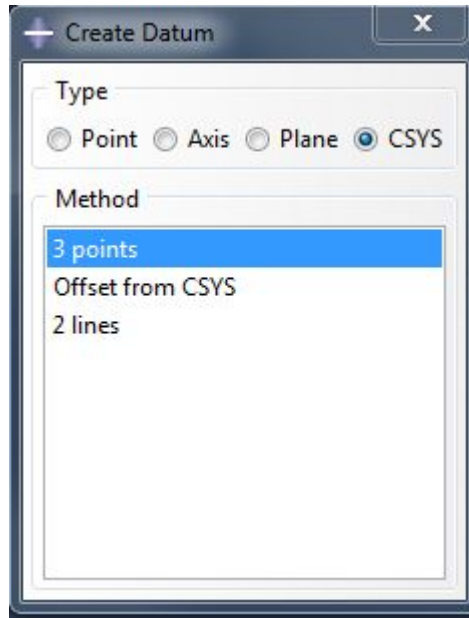 Create Datum
X
Type
Point Axis Plane CSYS
Method
3 points
Offset from CSYS
2 lines